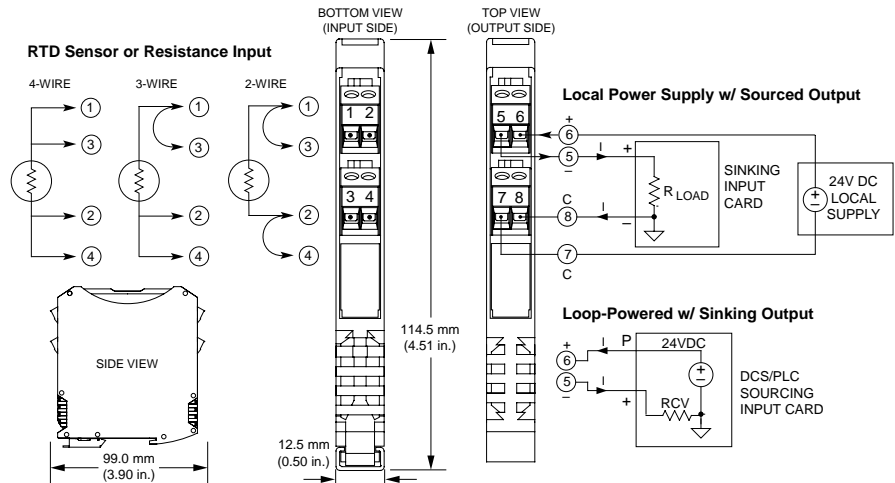 BOTTOM VIEW
(INPUT SIDE)
TOP VIEW
(OUTPUT SIDE)
RTD Sensor or Resistance Input
4-WIRE
3-WIRE
2-WIRE
1
3
2
4
1
3
2
4
1
3
2
4
1 2
3 4
5 6
7 8
SIDE VIEW
99.0 mm
(3.90 in.)
12.5 mm
(0.50 in.)
114.5 mm
(4.51 in.)
Local Power Supply w/ Sourced Output
+
6
5
–
I
+
R LOAD
SINKING
INPUT
CARD
24V DC
LOCAL
SUPPLY
+
–
C
8
I
–
7
C
Loop-Powered w/ Sinking Output
+
6
I
P
24VDC
+
–
5
–
I
+
RCV
DCS/PLC
SOURCING
INPUT CARD